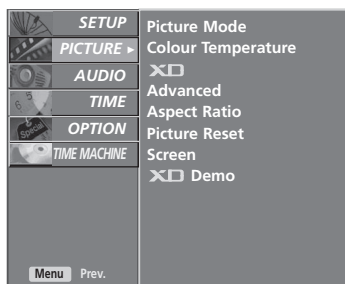 SETUP
PICTURE ►
AUDIO
TIME
OPTION
TIME MACHINE
Menu Prev.
Picture Mode
Colour Temperature
XD
Advanced
Aspect Ratio
Picture Reset
Screen
XD Demo
Special